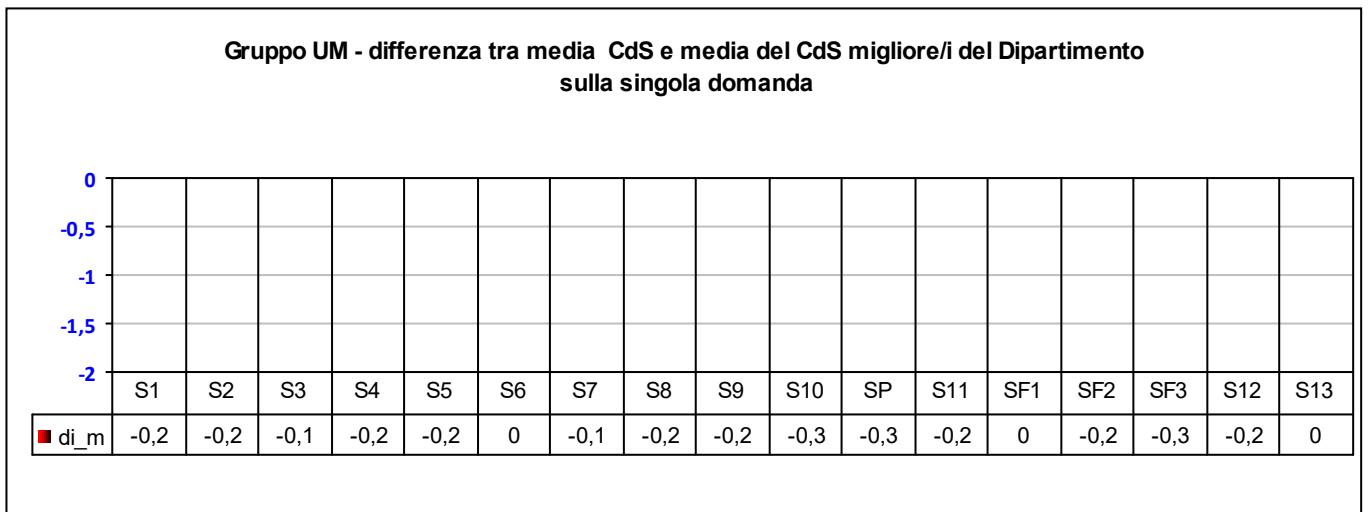 Gruppo UM - differenza tra media CdS e media del CdS migliore/i del Dipartimento
sulla singola domanda
0
-0,5
-1
-1,5
-2
S1 S2 S3 S4 S5 S6 S7 S8 S9 S10 SP S11 SF1 SF2 SF3 S12 S13
di_m -0,2 -0,2 -0,1 -0,2 -0,2 0 -0,1 -0,2 -0,2 -0,3 -0,3 -0,2 0 -0,2 -0,3 -0,2 0